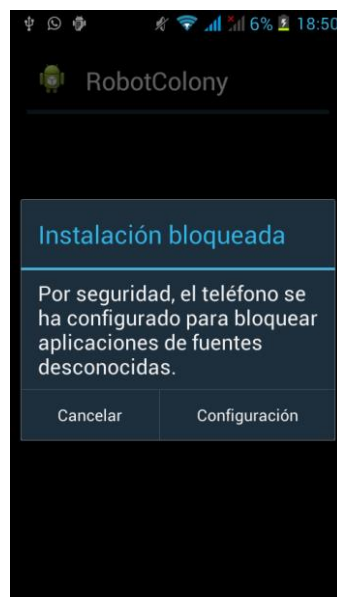 6% 18:50
RobotColony
Instalación bloqueada
Por seguridad, el teléfono se
ha configurado para bloquear
aplicaciones de fuentes
desconocidas.
Cancelar Configuración